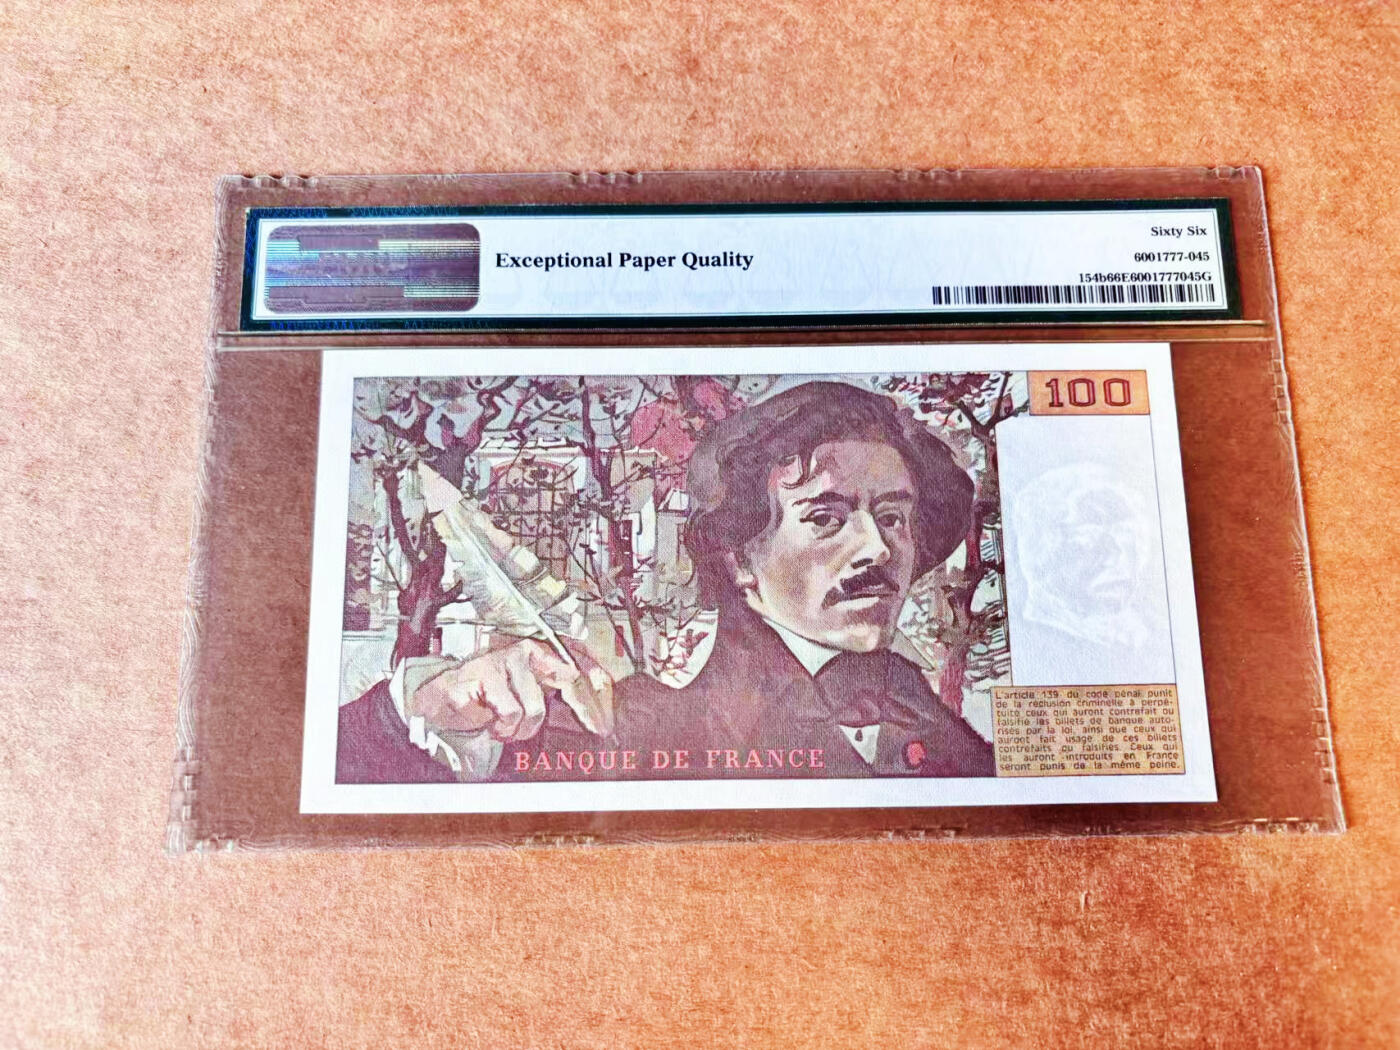 Exceptional Paper Quality
Sixty Six
6001777-045
154b66E6001777045G
100
L'article 139 du code pénal punit
de la réclusion criminelle à perpé-
tuité ceux qui auront contrefait ou
falsifié les billets de banque auto-
risés par la loi, ainsi que ceux qui
auront fait usage de ces billets
contrefaits ou falsifiés. Ceux qui
les auront introduits en France
seront punis de la même peine.
BANQUE DE FRANCE